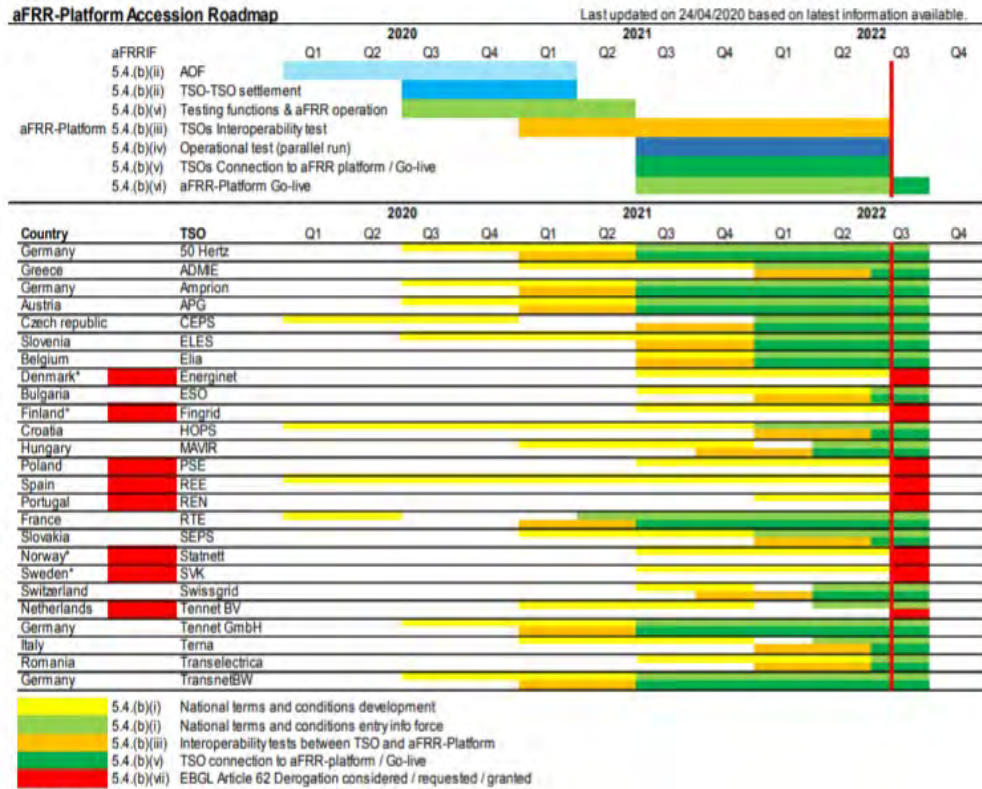 aFRR-Platform Accession Roadmap Last updated on 24/04/2020 based on latest information available.
2020 2021 2022
aFRRIF Q1 Q2 Q3 Q4 Q1 Q2 Q3 Q4 Q1 Q2 Q3 Q4
5.4.(b)(ii) AOF
5.4.(b)(ii) TSO-TSO settlement
5.4.(b)(vi) Testing functions & aFRR operation
aFRR-Platform 5.4.(b)(iii) TSOs Interoperability test
5.4.(b)(iv) Operational test (parallel run)
5.4.(b)(v) TSOs Connection to aFRR platform / Go-live
5.4.(b)(vi) aFRR-Platform Go-live
2020 2021 2022
Country TSO Q1 Q2 Q3 Q4 Q1 Q2 Q3 Q4 Q1 Q2 Q3 Q4
Germany 50 Hertz
Greece ADMIE
Germany Amprion
Austria APG
Czech republic CEPS
Slovenia ELES
Belgium Elia
Denmark* Energinet
Bulgaria ESO
Finland* Fingrid
Croatia HOPS
Hungary MAVIR
Poland PSE
Spain REE
Portugal REN
France RTE
Slovakia SEPS
Norway* Statnett
Sweden* SVK
Switzerland Swissgrid
Netherlands Tennet BV
Germany Tennet GmbH
Italy Terna
Romania Transelectrica
Germany TransnetBW
5.4.(b)(i) National terms and conditions development
5.4.(b)(i) National terms and conditions entry info force
5.4.(b)(iii) Interoperability tests between TSO and aFRR-Platform
5.4.(b)(v) TSO connection to aFRR-platform / Go-live
5.4.(b)(vii) EBGL Article 62 Derogation considered / requested / granted